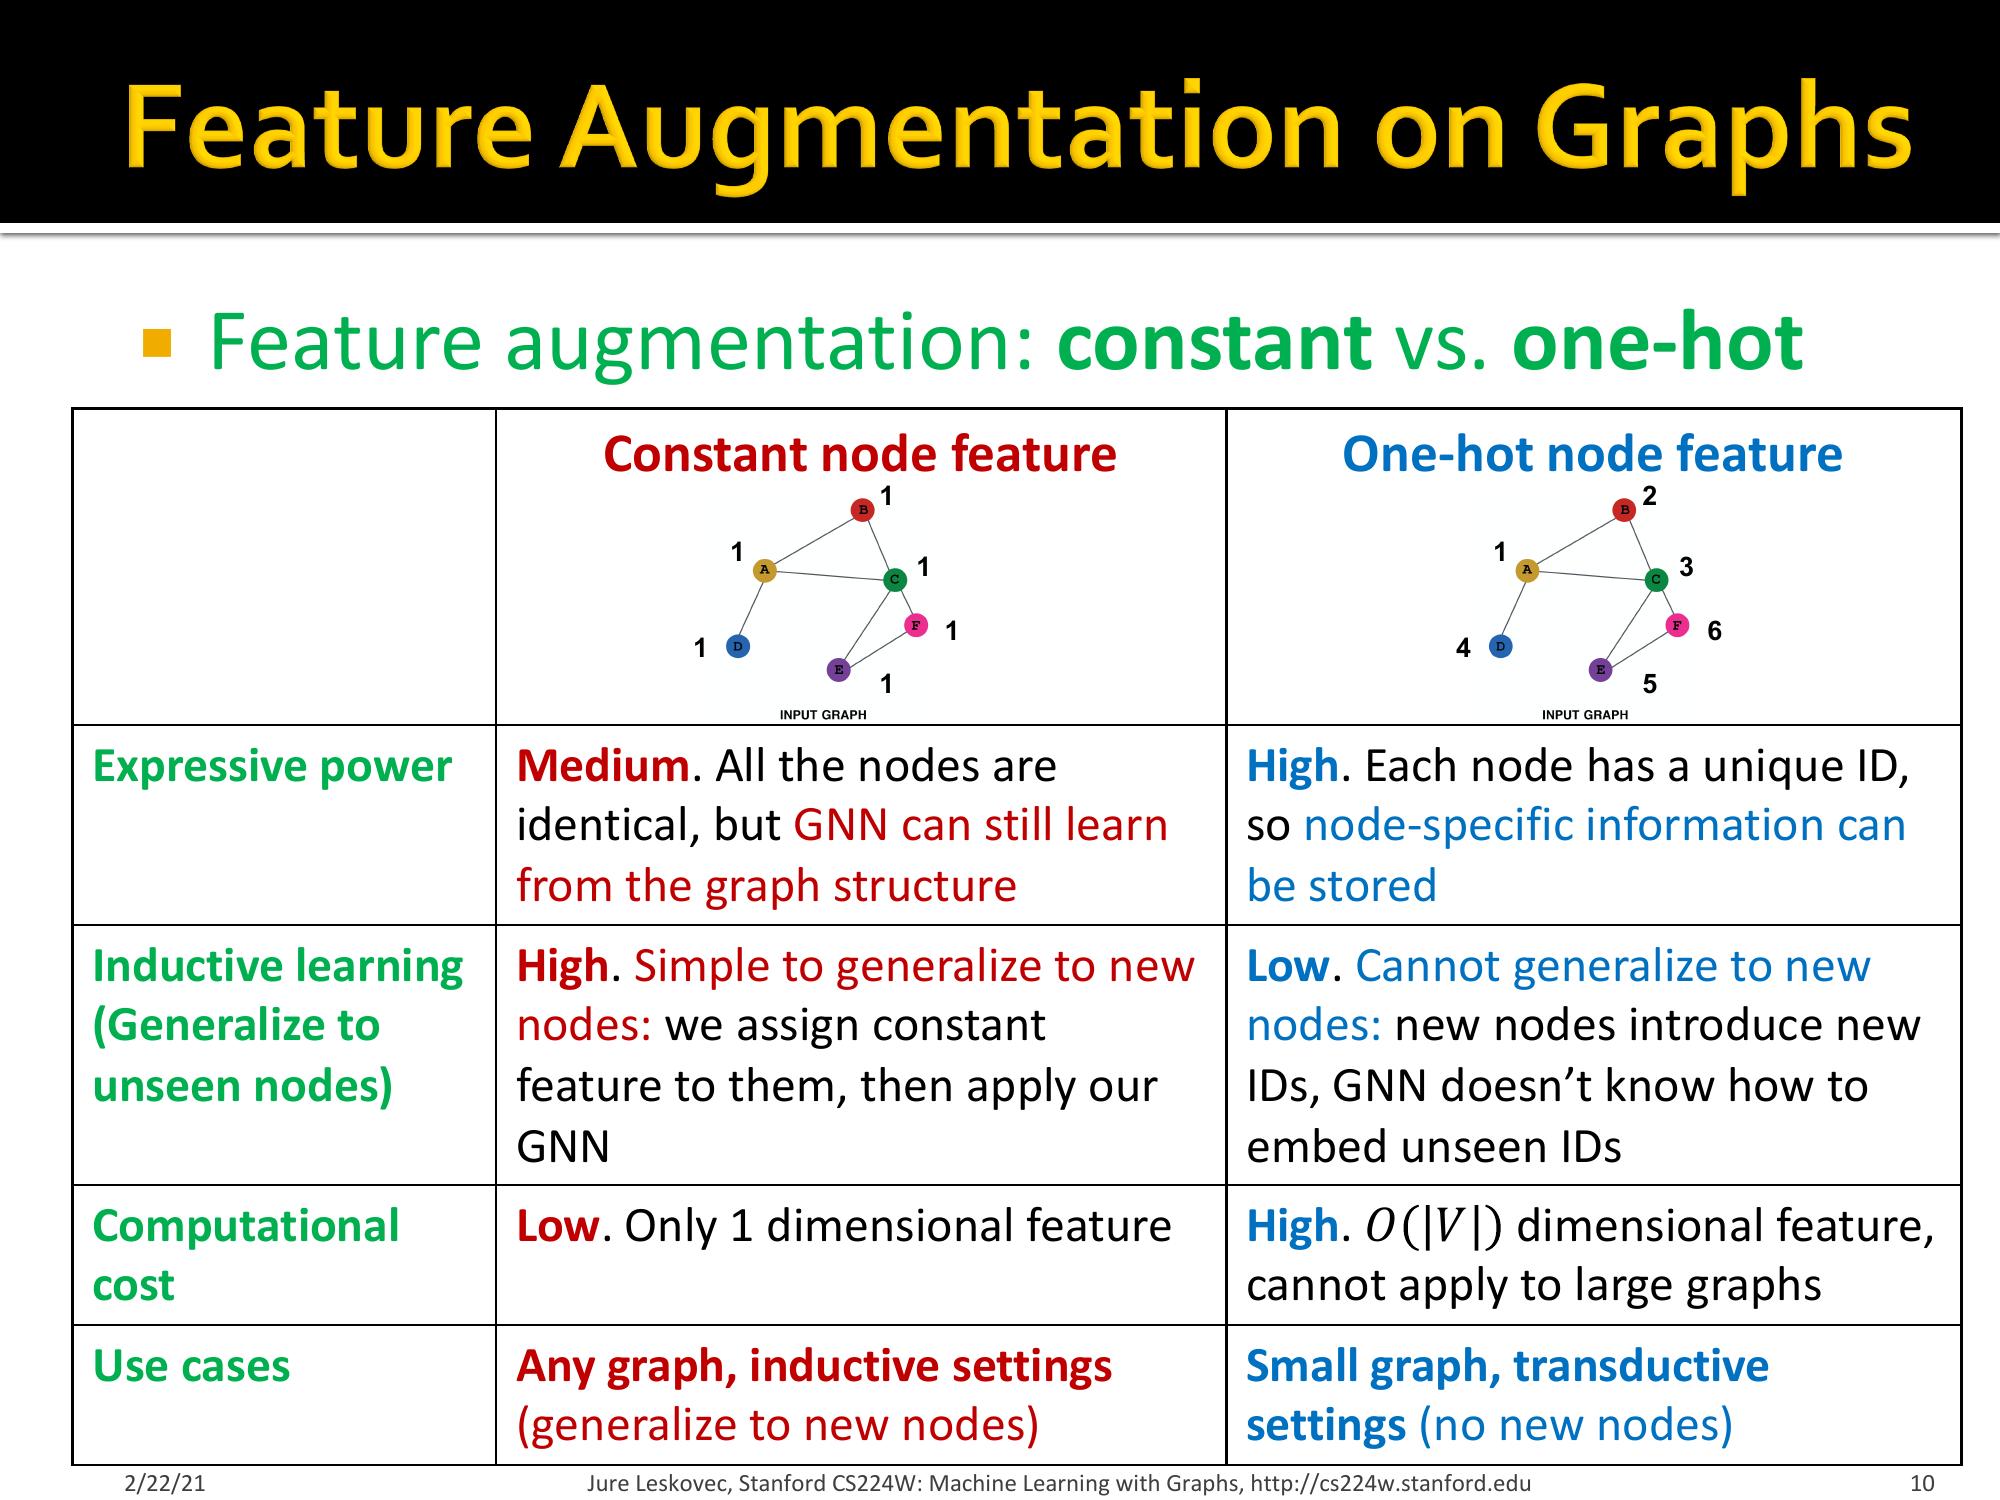 Feature Augmentation on Graphs
Feature augmentation: constant vs. one-hot
Constant node feature
1
B
1
A
1
C
1
F
1
D
E
1
INPUT GRAPH
One-hot node feature
2
B
1
A
3
C
6
F
4
D
E
5
INPUT GRAPH
Expressive power
Medium. All the nodes are
identical, but GNN can still learn
from the graph structure
High. Each node has a unique ID,
so node-specific information can
be stored
Inductive learning
(Generalize to
unseen nodes)
High. Simple to generalize to new
nodes: we assign constant
feature to them, then apply our
GNN
Low. Cannot generalize to new
nodes: new nodes introduce new
IDs, GNN doesn’t know how to
embed unseen IDs
Computational
cost
Low. Only 1 dimensional feature
High. O(|V|) dimensional feature,
cannot apply to large graphs
Use cases
Any graph, inductive settings
(generalize to new nodes)
Small graph, transductive
settings (no new nodes)
2/22/21
Jure Leskovec, Stanford CS224W: Machine Learning with Graphs, http://cs224w.stanford.edu
10